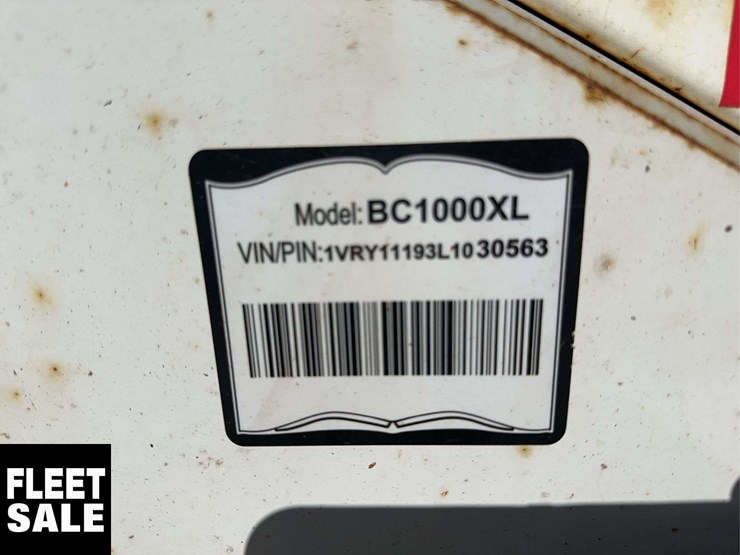 Model: BC1000XL
VIN/PIN:1VRY11193L1030563
FLEET
SALE